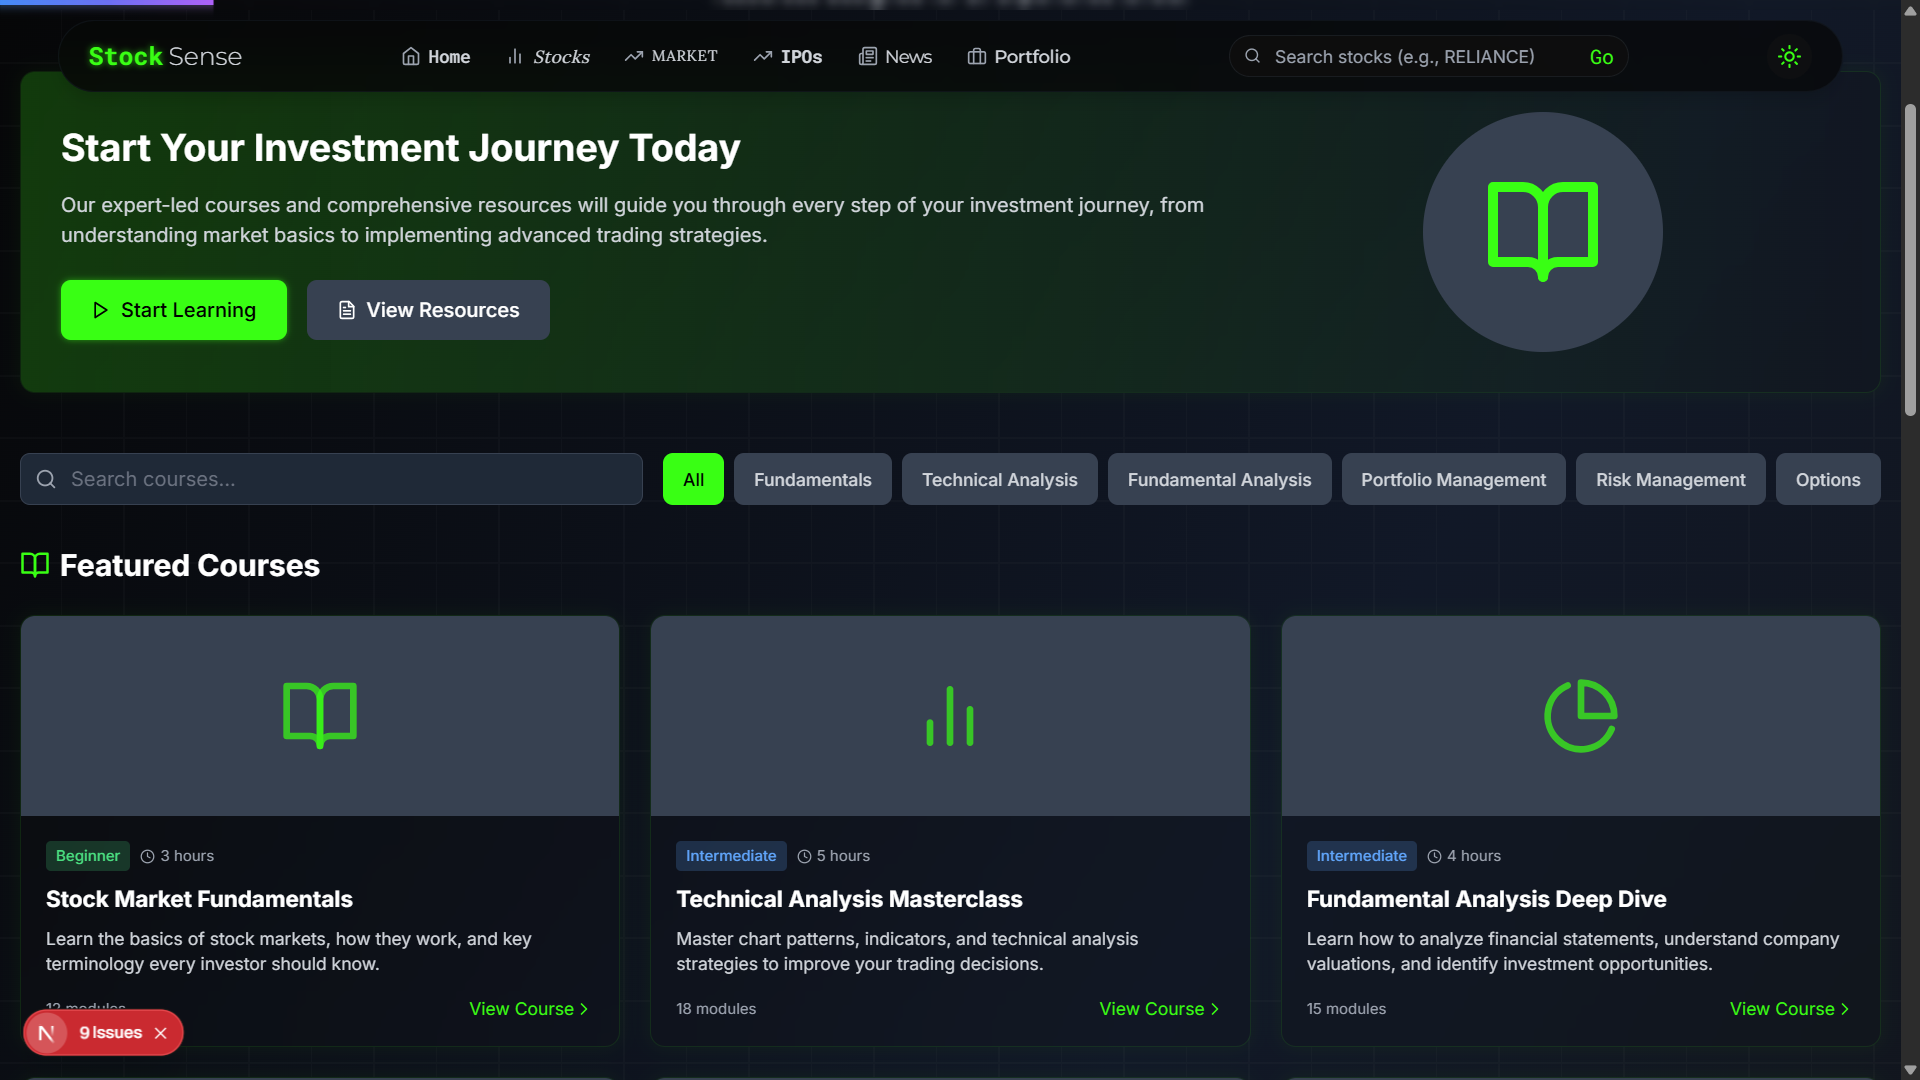 Stock Sense
Home
Stocks
MARKET
IPOs
News
Portfolio
Search stocks (e.g., RELIANCE)
Go
Start Your Investment Journey Today
Our expert-led courses and comprehensive resources will guide you through every step of your investment journey, from
understanding market basics to implementing advanced trading strategies.
Start Learning
View Resources
Search courses...
All
Fundamentals
Technical Analysis
Fundamental Analysis
Portfolio Management
Risk Management
Options
Featured Courses
Beginner
3 hours
Stock Market Fundamentals
Learn the basics of stock markets, how they work, and key
terminology every investor should know.
12 modules
View Course
Intermediate
5 hours
Technical Analysis Masterclass
Master chart patterns, indicators, and technical analysis
strategies to improve your trading decisions.
18 modules
View Course
Intermediate
4 hours
Fundamental Analysis Deep Dive
Learn how to analyze financial statements, understand company
valuations, and identify investment opportunities.
15 modules
View Course
N
9 Issues